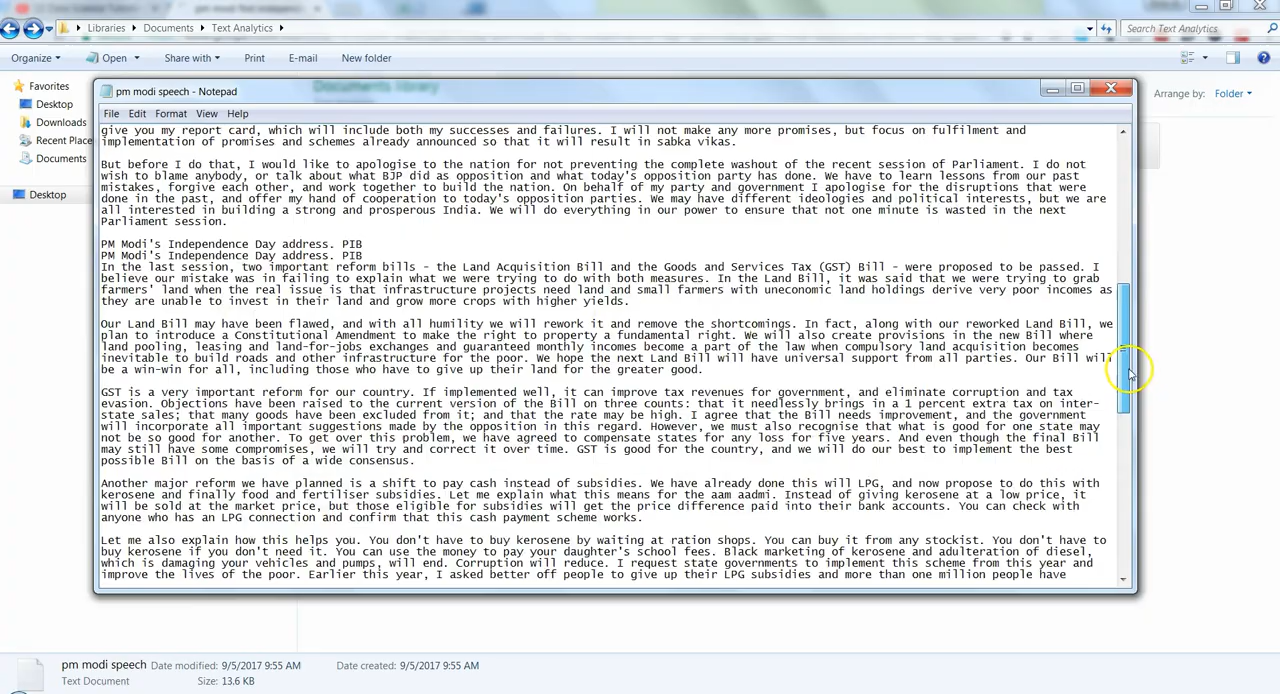 Libraries Documents Text Analytics
Search Text Analytics
Organize Open Share with Print E-mail New folder
Favorites
Desktop
Downloads
Recent Place
Documents
Desktop
Documents library
Arrange by: Folder
pm modi speech - Notepad
File Edit Format View Help
give you my report card, which will include both my successes and failures. I will not make any more promises, but focus on fulfilment and
implementation of promises and schemes already announced so that it will result in sabka vikas.
But before I do that, I would like to apologise to the nation for not preventing the complete washout of the recent session of Parliament. I do not
wish to blame anybody, or talk about what BJP did as opposition and what today's opposition party has done. We have to learn lessons from our past
mistakes, forgive each other, and work together to build the nation. On behalf of my party and government I apologise for the disruptions that were
done in the past, and offer my hand of cooperation to today's opposition parties. We may have different ideologies and political interests, but we are
all interested in building a strong and prosperous India. We will do everything in our power to ensure that not one minute is wasted in the next
Parliament session.
PM Modi's Independence Day address. PIB
PM Modi's Independence Day address. PIB
In the last session, two important reform bills - the Land Acquisition Bill and the Goods and Services Tax (GST) Bill - were proposed to be passed. I
believe our mistake was in failing to explain what we were trying to do with both measures. In the Land Bill, it was said that we were trying to grab
farmers' land when the real issue is that infrastructure projects need land and small farmers with uneconomic land holdings derive very poor incomes as
they are unable to invest in their land and grow more crops with higher yields.
Our Land Bill may have been flawed, and with all humility we will rework it and remove the shortcomings. In fact, along with our reworked Land Bill, we
plan to introduce a Constitutional Amendment to make the right to property a fundamental right. We will also create provisions in the new Bill where
land pooling, leasing and land-for-jobs exchanges and guaranteed monthly incomes become a part of the law when compulsory land acquisition becomes
inevitable to build roads and other infrastructure for the poor. We hope the next Land Bill will have universal support from all parties. Our Bill will
be a win-win for all, including those who have to give up their land for the greater good.
GST is a very important reform for our country. If implemented well, it can improve tax revenues for government, and eliminate corruption and tax
evasion. Objections have been raised to the current version of the Bill on three counts: that it needlessly brings in a 1 percent extra tax on inter-
state sales; that many goods have been excluded from it; and that the rate may be high. I agree that the Bill needs improvement, and the government
will incorporate all important suggestions made by the opposition in this regard. However, we must also recognise that what is good for one state may
not be so good for another. To get over this problem, we have agreed to compensate states for any loss for five years. And even though the final Bill
may still have some compromises, we will try and correct it over time. GST is good for the country, and we will do our best to implement the best
possible Bill on the basis of a wide consensus.
Another major reform we have planned is a shift to pay cash instead of subsidies. We have already done this will LPG, and now propose to do this with
kerosene and finally food and fertiliser subsidies. Let me explain what this means for the aam aadmi. Instead of giving kerosene at a low price, it
will be sold at the market price, but those eligible for subsidies will get the price difference paid into their bank accounts. You can check with
anyone who has an LPG connection and confirm that this cash payment scheme works.
Let me also explain how this helps you. You don't have to buy kerosene by waiting at ration shops. You can buy it from any stockist. You don't have to
buy kerosene if you don't need it. You can use the money to pay your daughter's school fees. Black marketing of kerosene and adulteration of diesel,
which is damaging your vehicles and pumps, will end. Corruption will reduce. I request state governments to implement this scheme from this year and
improve the lives of the poor. Earlier this year, I asked better off people to give up their LPG subsidies and more than one million people have
pm modi speech Date modified: 9/5/2017 9:55 AM Date created: 9/5/2017 9:55 AM
Text Document Size: 13.6 KB